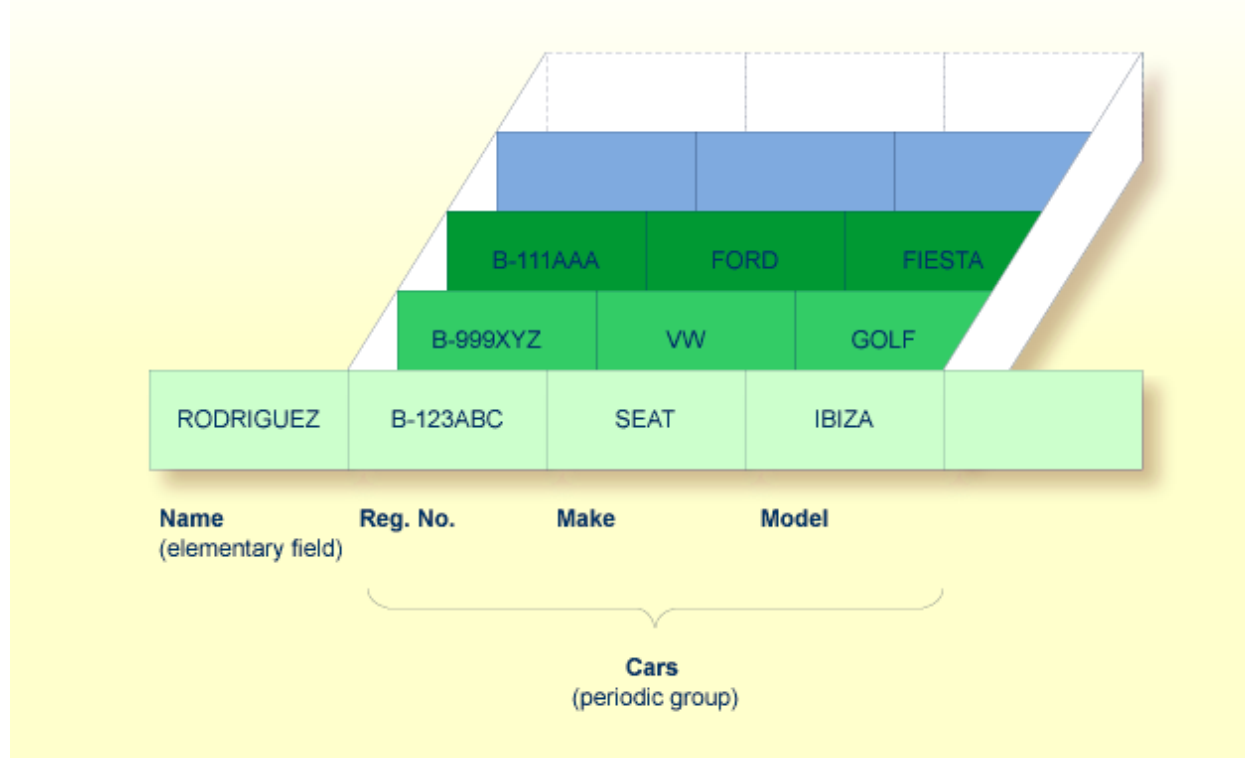 B-111AAA FORD FIESTA
B-999XYZ VW GOLF
RODRIGUEZ B-123ABC SEAT IBIZA
Name Reg. No. Make Model
(elementary field)
Cars
(periodic group)